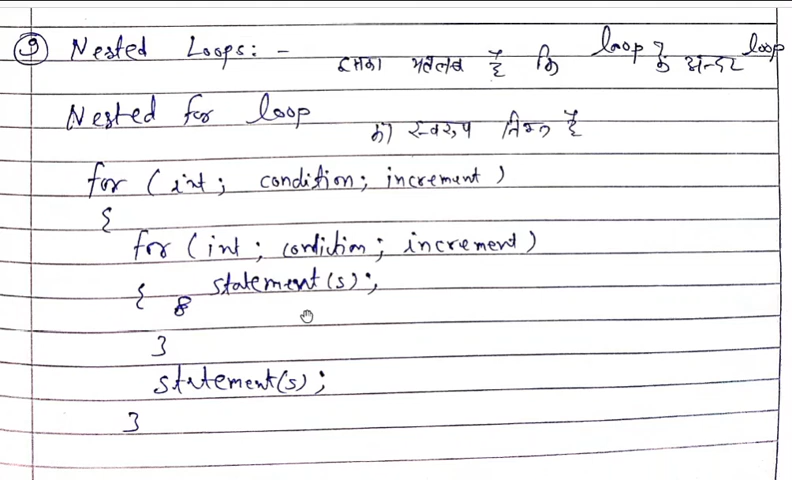 9 Nested Loops: - इसका मतलब है कि loop के अन्दर loop
Nested for loop का स्वरुप निम्न है
for ( int ; condition ; increment )
{
for ( int ; condition ; increment )
{ statement (s) ;
}
statement(s) ;
}